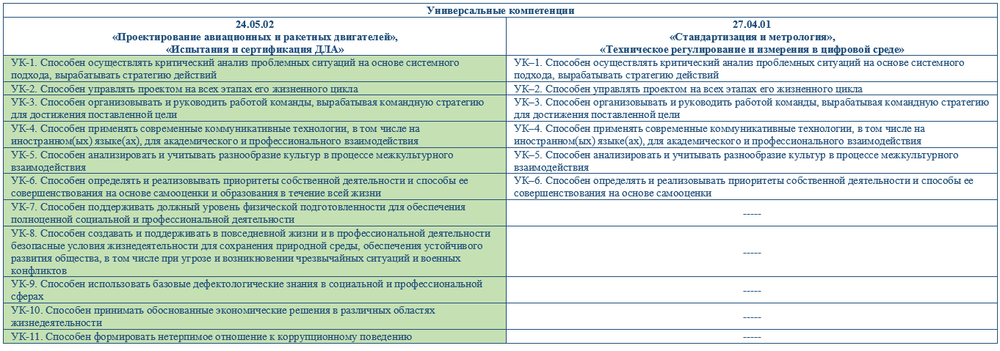 Универсальные компетенции
24.05.02
«Проектирование авиационных и ракетных двигателей»,
«Испытания и сертификация ДЛА»
27.04.01
«Стандартизация и метрология»,
«Техническое регулирование и измерения в цифровой среде»
УК-1. Способен осуществлять критический анализ проблемных ситуаций на основе системного
подхода, вырабатывать стратегию действий
УК–1. Способен осуществлять критический анализ проблемных ситуаций на основе системного
подхода, вырабатывать стратегию действий
УК-2. Способен управлять проектом на всех этапах его жизненного цикла
УК–2. Способен управлять проектом на всех этапах его жизненного цикла
УК-3. Способен организовывать и руководить работой команды, вырабатывая командную стратегию
для достижения поставленной цели
УК–3. Способен организовывать и руководить работой команды, вырабатывая командную стратегию
для достижения поставленной цели
УК-4. Способен применять современные коммуникативные технологии, в том числе на
иностранном(ых) языке(ах), для академического и профессионального взаимодействия
УК–4. Способен применять современные коммуникативные технологии, в том числе на
иностранном(ых) языке(ах), для академического и профессионального взаимодействия
УК-5. Способен анализировать и учитывать разнообразие культур в процессе межкультурного
взаимодействия
УК–5. Способен анализировать и учитывать разнообразие культур в процессе межкультурного
взаимодействия
УК-6. Способен определять и реализовывать приоритеты собственной деятельности и способы ее
совершенствования на основе самооценки и образования в течение всей жизни
УК–6. Способен определять и реализовывать приоритеты собственной деятельности и способы ее
совершенствования на основе самооценки
УК-7. Способен поддерживать должный уровень физической подготовленности для обеспечения
полноценной социальной и профессиональной деятельности
-----
УК-8. Способен создавать и поддерживать в повседневной жизни и в профессиональной деятельности
безопасные условия жизнедеятельности для сохранения природной среды, обеспечения устойчивого
развития общества, в том числе при угрозе и возникновении чрезвычайных ситуаций и военных
конфликтов
-----
УК-9. Способен использовать базовые дефектологические знания в социальной и профессиональной
сферах
-----
УК-10. Способен принимать обоснованные экономические решения в различных областях
жизнедеятельности
-----
УК-11. Способен формировать нетерпимое отношение к коррупционному поведению
-----